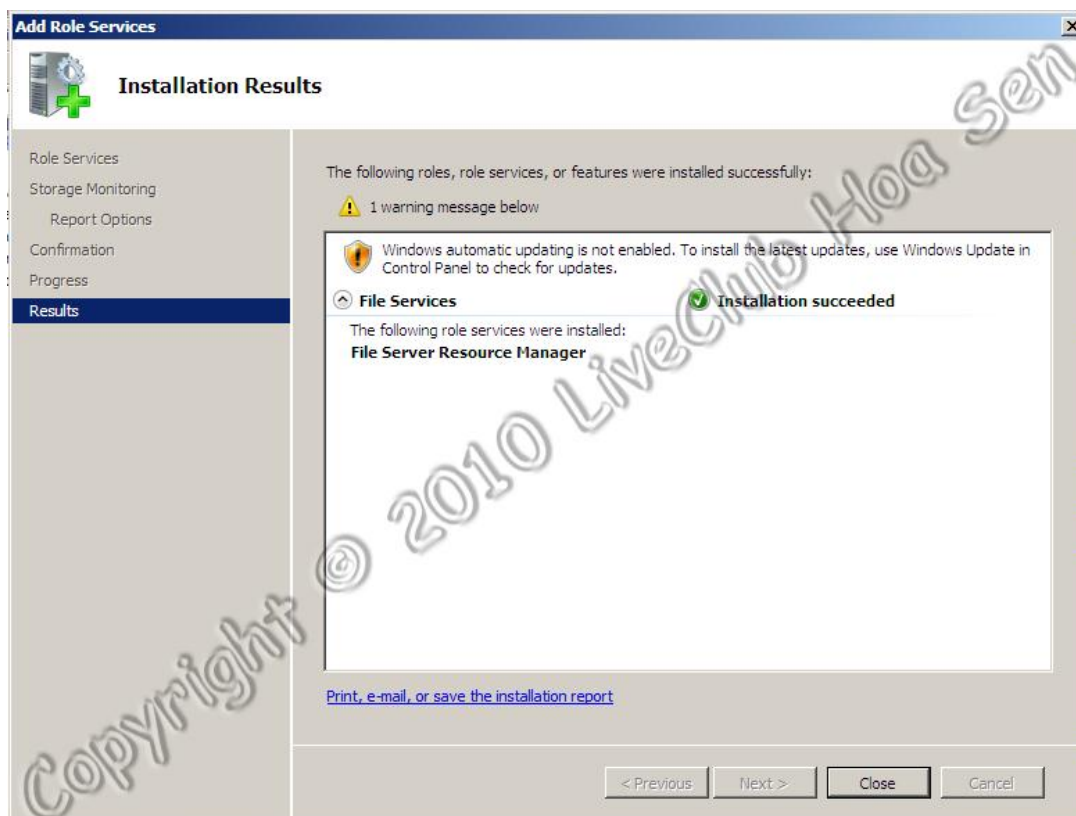 Add Role Services
Installation Results
Role Services
Storage Monitoring
Report Options
Confirmation
Progress
Results
The following roles, role services, or features were installed successfully:
1 warning message below
Windows automatic updating is not enabled. To install the latest updates, use Windows Update in
Control Panel to check for updates.
File Services
Installation succeeded
The following role services were installed:
File Server Resource Manager
Print, e-mail, or save the installation report
< Previous
Next >
Close
Cancel
Copyright © 2010 LiveClub Hoa Sen